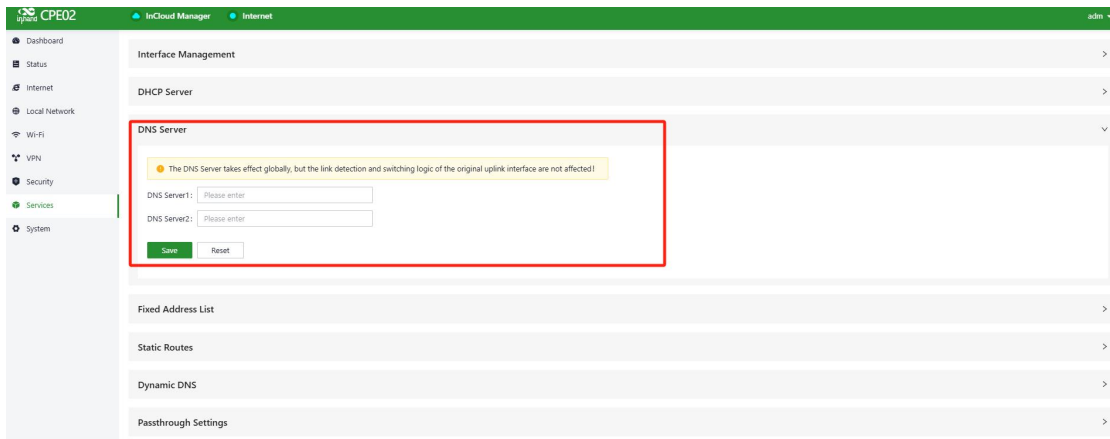 inhand CPE02
InCloud Manager Internet adm
Dashboard
Status
Internet
Local Network
Wi-Fi
VPN
Security
Services
System
Interface Management
DHCP Server
DNS Server
The DNS Server takes effect globally, but the link detection and switching logic of the original uplink interface are not affected!
DNS Server1: Please enter
DNS Server2: Please enter
Save Reset
Fixed Address List
Static Routes
Dynamic DNS
Passthrough Settings